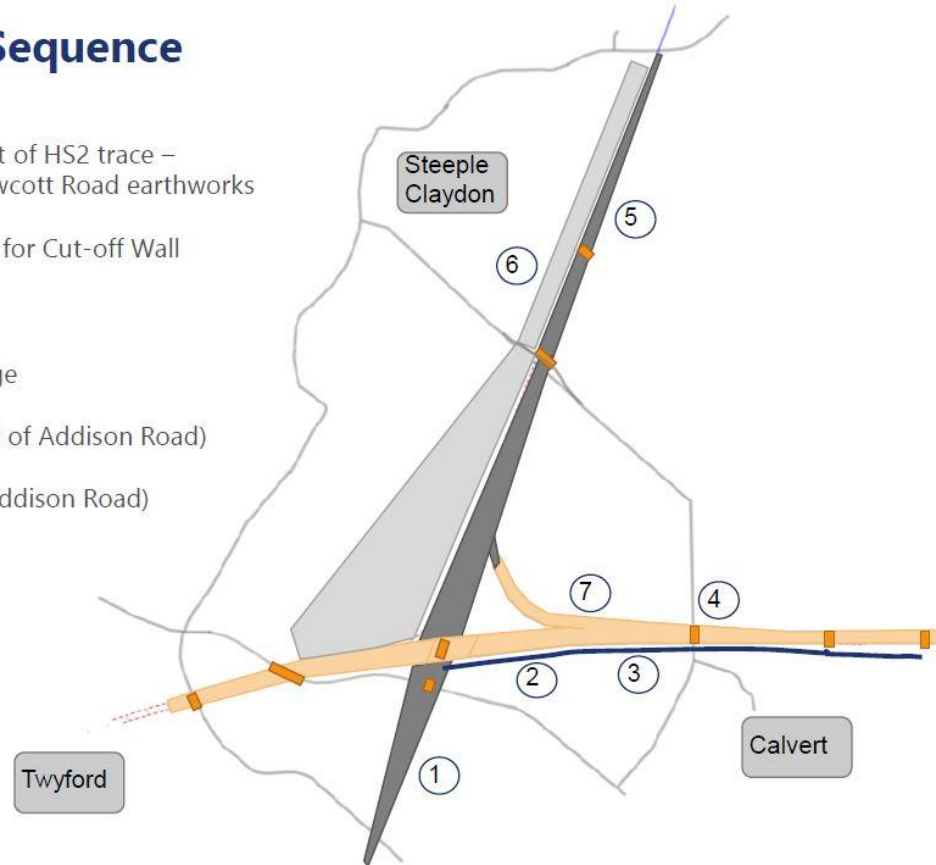 Sequence
t of HS2 trace –
wcott Road earthworks
for Cut-off Wall
ge
t of Addison Road)
ddison Road)
Steeple
Claydon
5
6
7
4
2
3
1
Twyford
Calvert